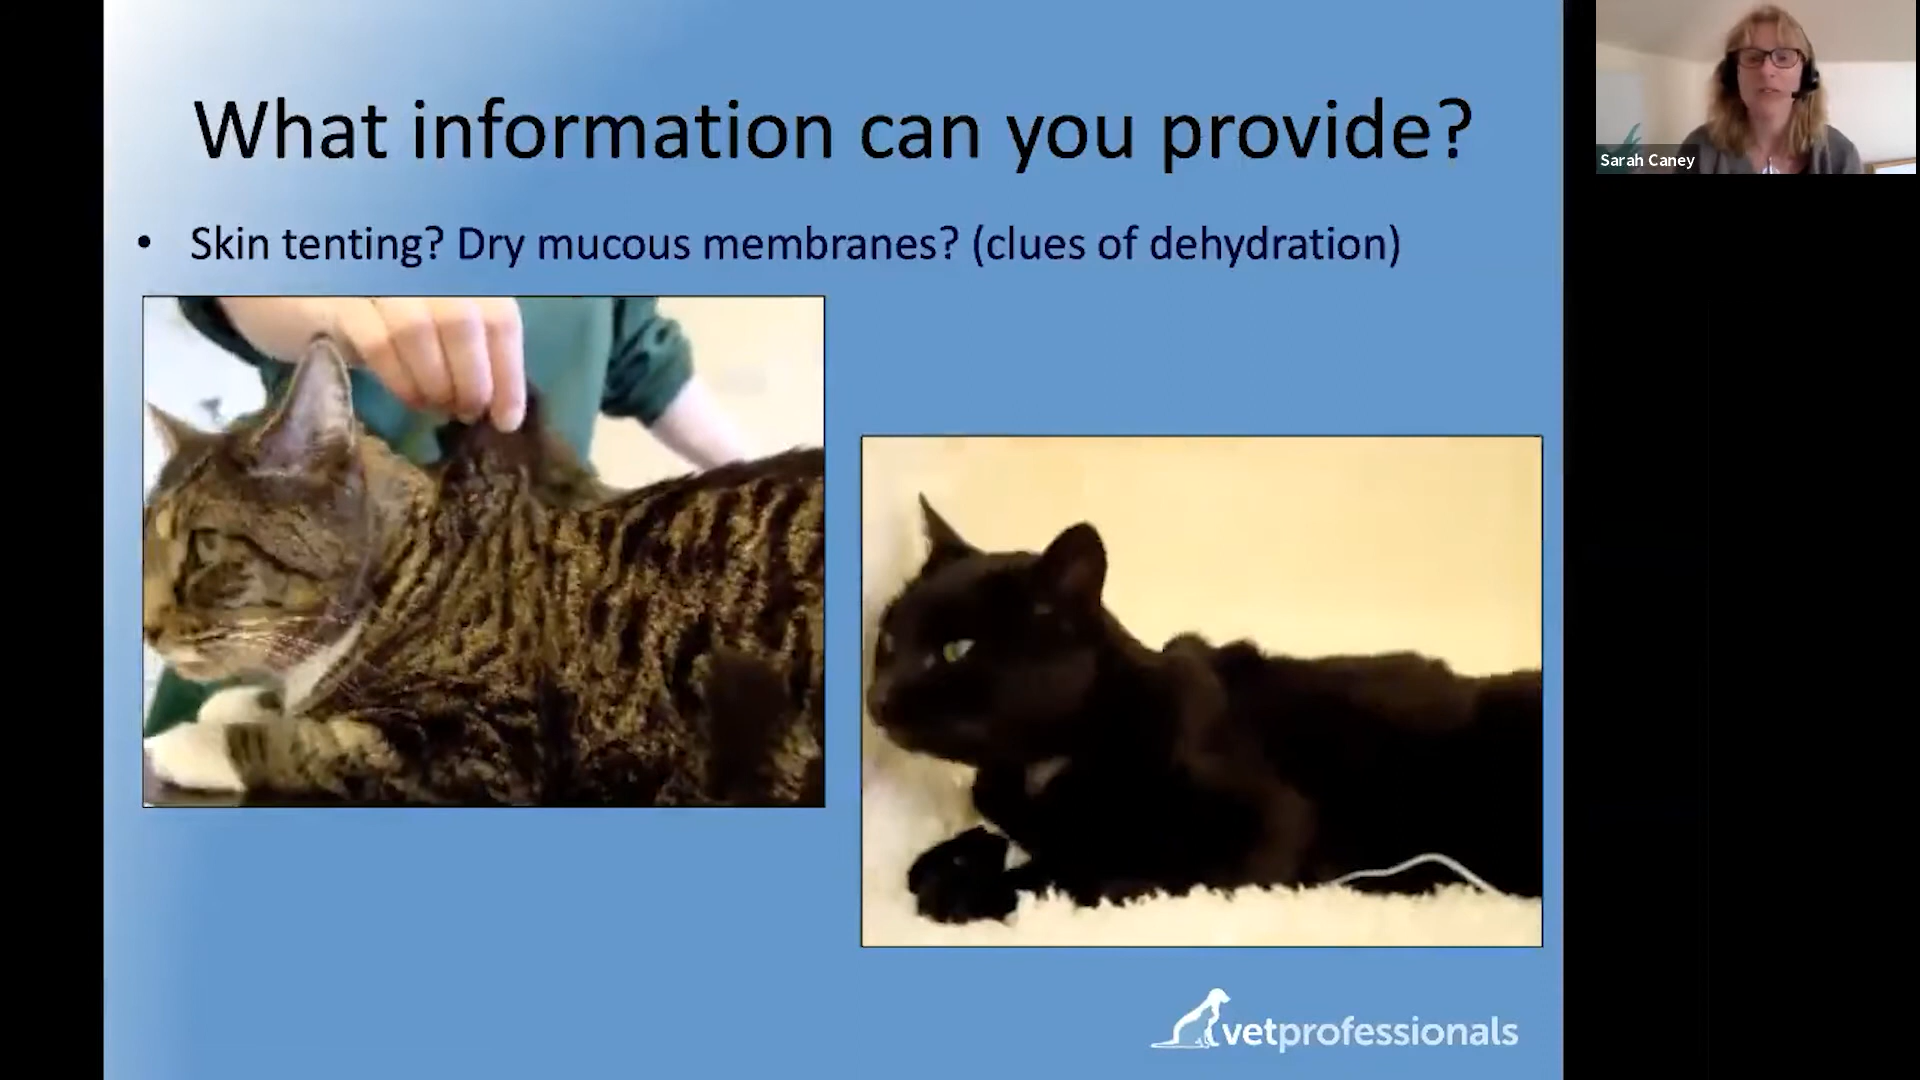 What information can you provide?
• Skin tenting? Dry mucous membranes? (clues of dehydration)
Sarah Caney
vetprofessionals